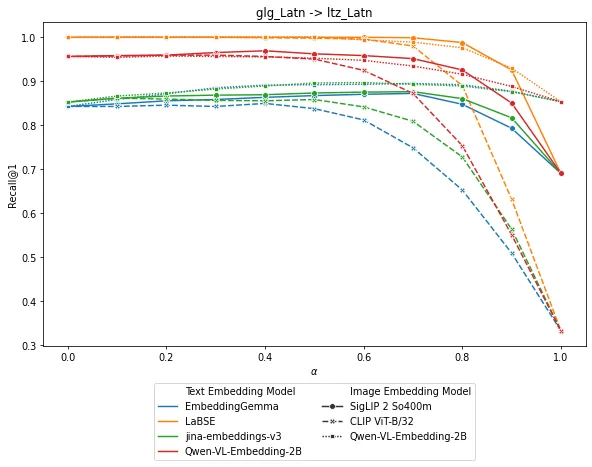 glg_Latn -> ltz_Latn
Recall@1
1.0
0.9
0.8
0.7
0.6
0.5
0.4
0.3
0.0 0.2 0.4 0.6 0.8 1.0
α
Text Embedding Model Image Embedding Model
EmbeddingGemma SigLIP 2 So400m
LaBSE CLIP ViT-B/32
jina-embeddings-v3 Qwen-VL-Embedding-2B
Qwen-VL-Embedding-2B